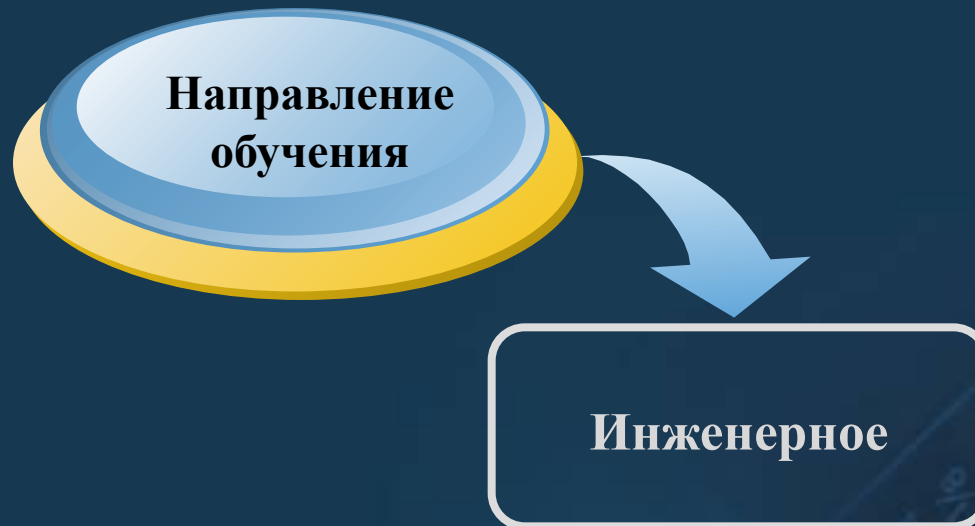 Направление
обучения
Инженерное